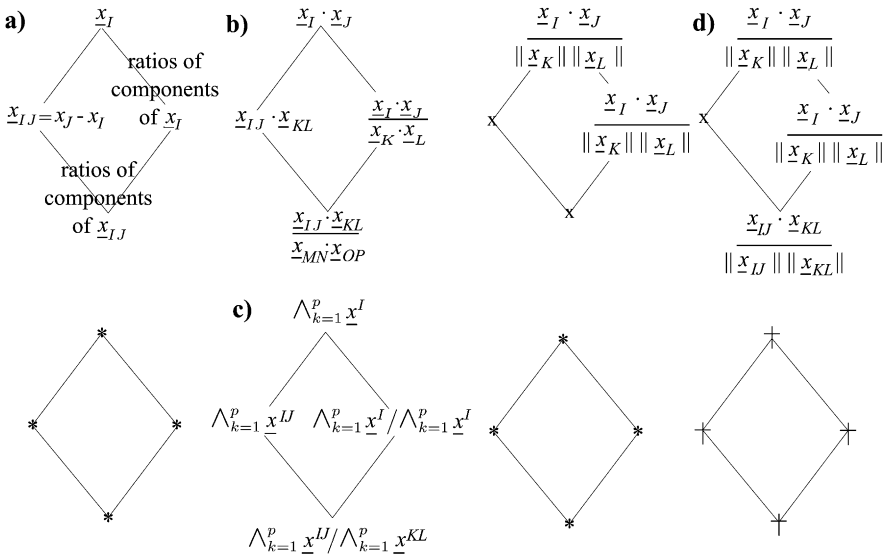 a)
x_I
ratios of
components
of x_I
x_IJ = x_J - x_I
ratios of
components
of x_IJ
b)
x_I · x_J
x_IJ · x_KL
x_I · x_J
x_K · x_L
x_IJ · x_KL
x_MN · x_OP
x_I · x_J
|| x_K || || x_L ||
x
x_I · x_J
|| x_K || || x_L ||
x
d)
x_I · x_J
|| x_K || || x_L ||
x
x_I · x_J
|| x_K || || x_L ||
x_IJ · x_KL
|| x_IJ || || x_KL ||
*
*
*
*
c)
⋀_{k=1}^p x^I
⋀_{k=1}^p x^IJ
⋀_{k=1}^p x^I / ⋀_{k=1}^p x^I
⋀_{k=1}^p x^IJ / ⋀_{k=1}^p x^KL
*
*
*
*
†
†
†
†